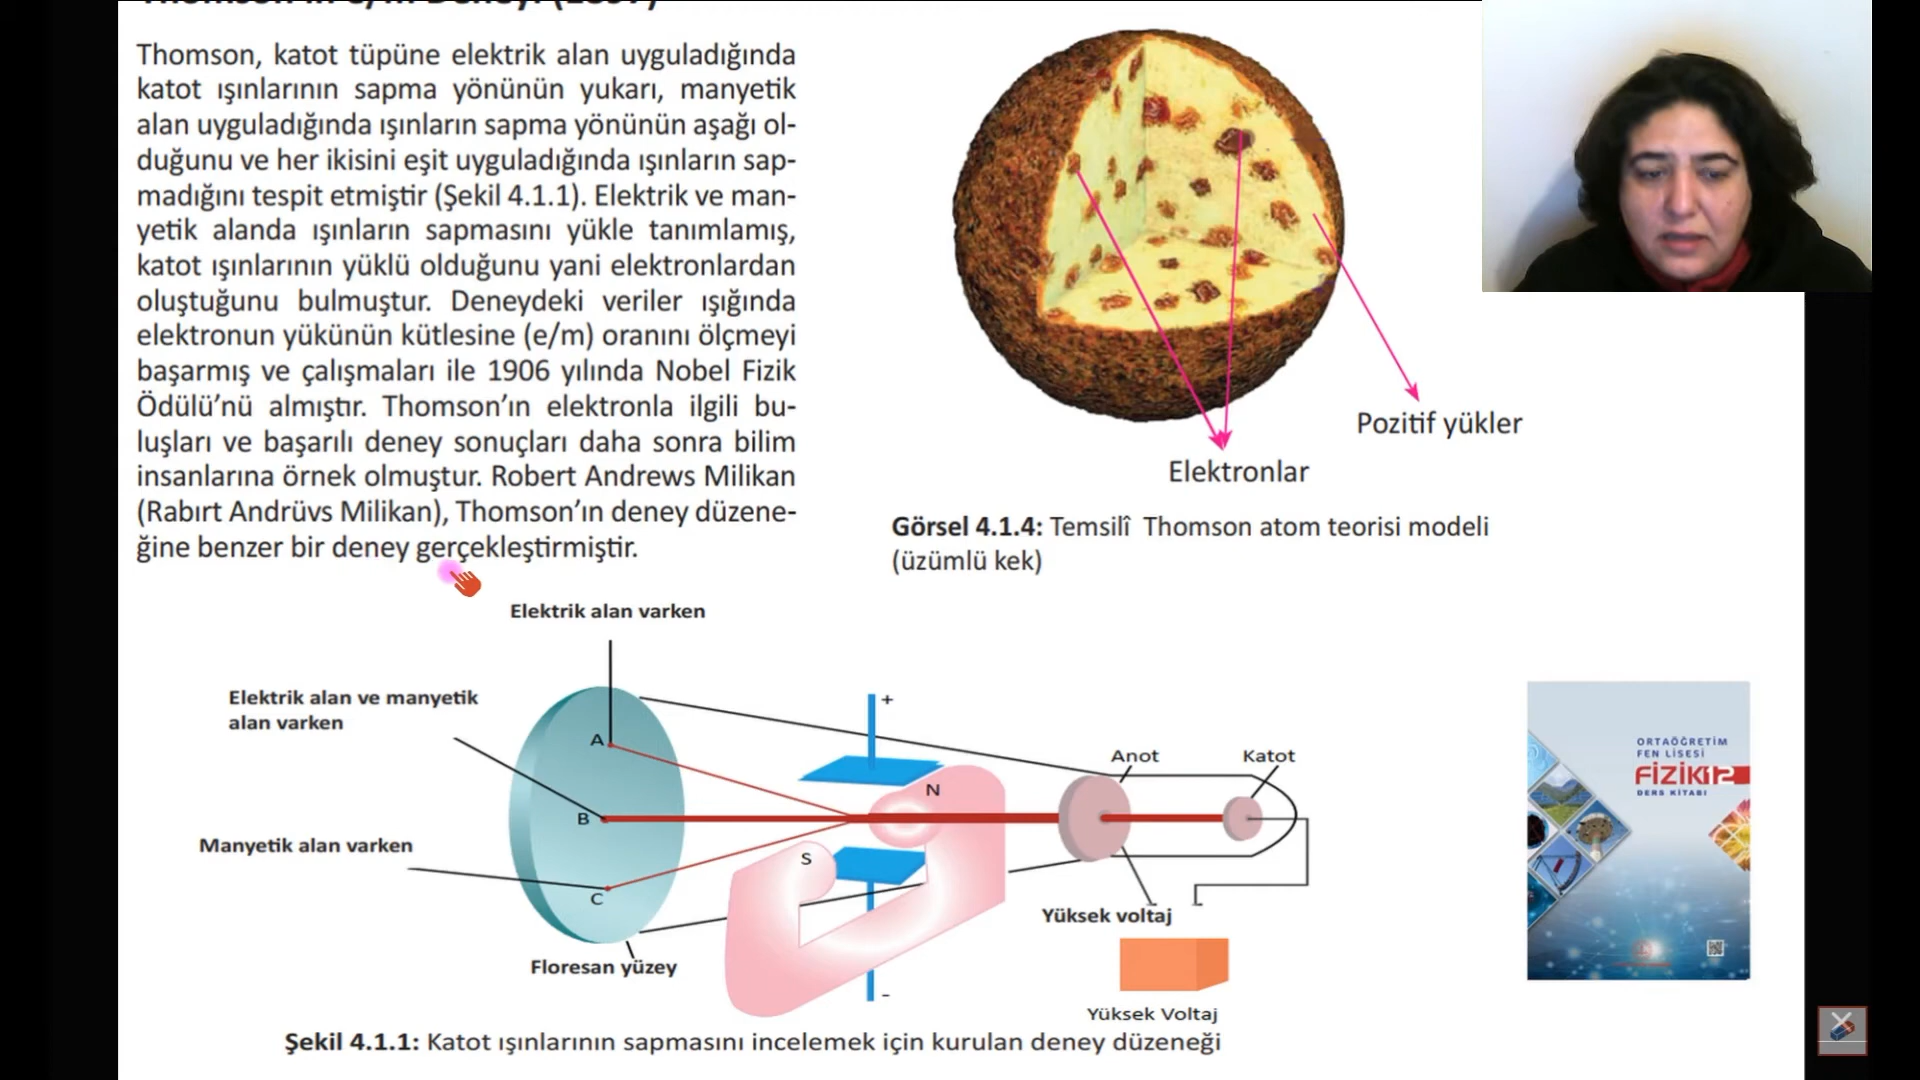 Thomson, katot tüpüne elektrik alan uyguladığında
katot ışınlarının sapma yönünün yukarı, manyetik
alan uyguladığında ışınların sapma yönünün aşağı ol-
duğunu ve her ikisini eşit uyguladığında ışınların sap-
madığını tespit etmiştir (Şekil 4.1.1). Elektrik ve man-
yetik alanda ışınların sapmasını yükle tanımlamış,
katot ışınlarının yüklü olduğunu yani elektronlardan
oluştuğunu bulmuştur. Deneydeki veriler ışığında
elektronun yükünün kütlesine (e/m) oranını ölçmeyi
başarmış ve çalışmaları ile 1906 yılında Nobel Fizik
Ödülü’nü almıştır. Thomson’ın elektronla ilgili bu-
luşları ve başarılı deney sonuçları daha sonra bilim
insanlarına örnek olmuştur. Robert Andrews Milikan
(Rabırt Andrüvs Milikan), Thomson’ın deney düzene-
ğine benzer bir deney gerçekleştirmiştir.
Pozitif yükler
Elektronlar
Görsel 4.1.4: Temsilî Thomson atom teorisi modeli
(üzümlü kek)
Elektrik alan varken
Elektrik alan ve manyetik
alan varken
Manyetik alan varken
A
B
C
+
N
S
-
Anot
Katot
Yüksek voltaj
Floresan yüzey
Yüksek Voltaj
Şekil 4.1.1: Katot ışınlarının sapmasını incelemek için kurulan deney düzeneği
ORTAÖĞRETİM
FEN LİSESİ
FİZİK 12
DERS KİTABI